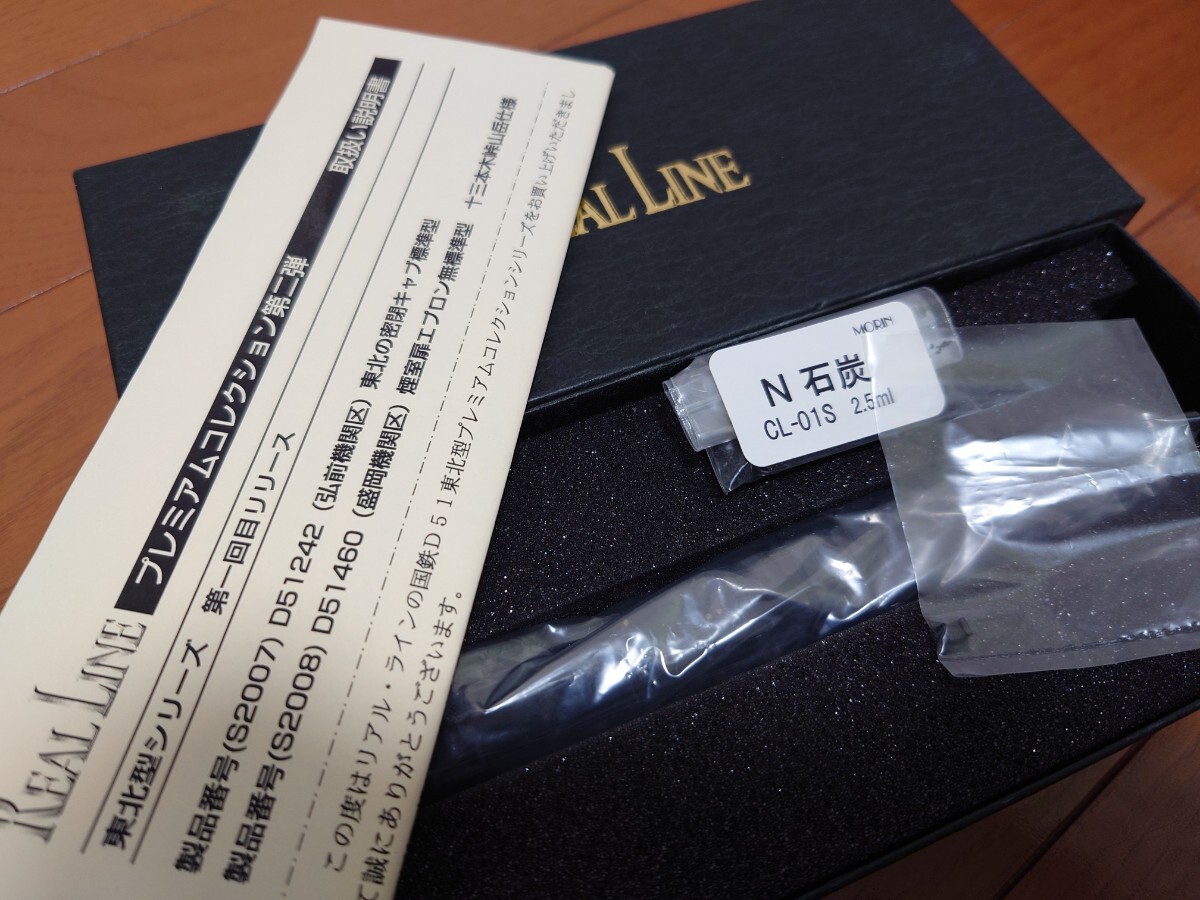 REAL LINE プレミアムコレクション第二弾 取扱い説明書
東北型シリーズ 第一回目リリース
製品番号(S2007) D51242 (弘前機関区) 東北の密閉キャブ標準型
製品番号(S2008) D51460 (盛岡機関区) 煙室扉エプロン無標準型 十三本木峠山岳仕様
この度はリアル・ラインの国鉄D51東北型プレミアムコレクションシリーズをお買い上げいただきまし
て誠にありがとうございます。
AL LINE
MORIN
N 石炭
CL-01S 2.5ml